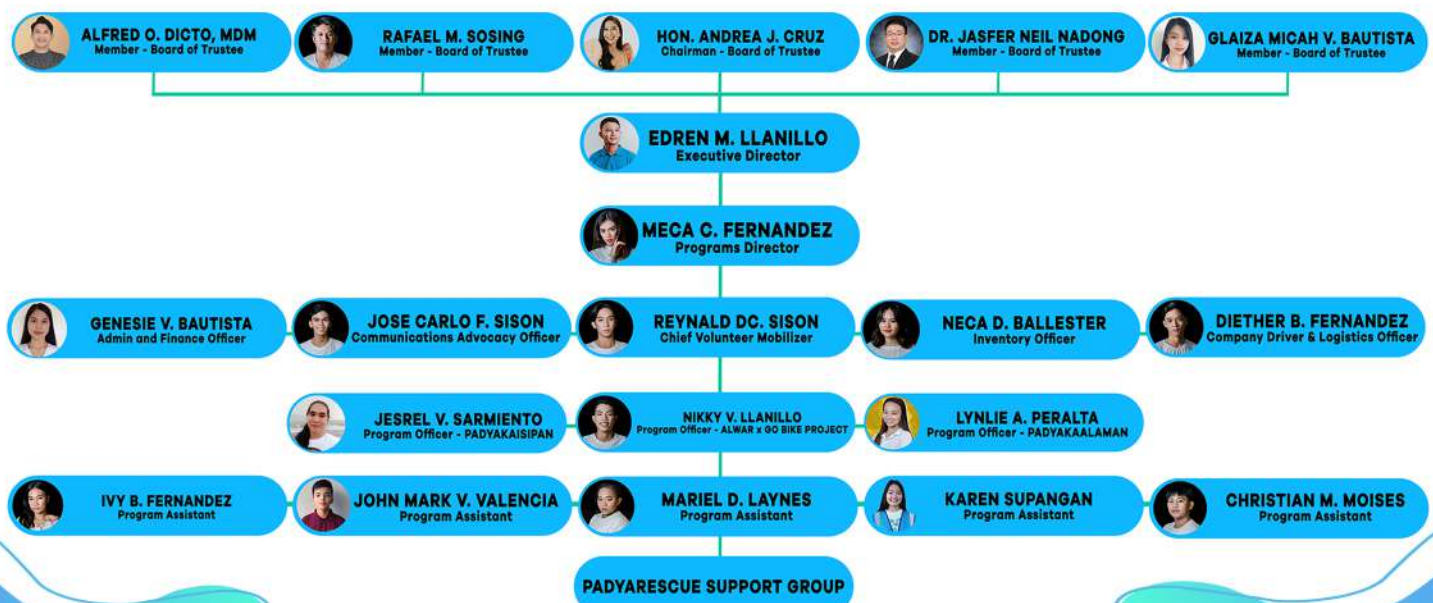 ALFRED O. DICTO, MDM
Member - Board of Trustee
RAFAEL M. SOSING
Member - Board of Trustee
HON. ANDREA J. CRUZ
Chairman - Board of Trustee
DR. JASFER NEIL NADONG
Member - Board of Trustee
GLAIZA MICAH V. BAUTISTA
Member - Board of Trustee
EDREN M. LLANILLO
Executive Director
MECA C. FERNANDEZ
Programs Director
GENESIE V. BAUTISTA
Admin and Finance Officer
JOSE CARLO F. SISON
Communications Advocacy Officer
REYNALD DC. SISON
Chief Volunteer Mobilizer
NECA D. BALLESTER
Inventory Officer
DIETHER B. FERNANDEZ
Company Driver & Logistics Officer
JESREL V. SARMIENTO
Program Officer - PADYAKAISIPAN
NIKKY V. LLANILLO
Program Officer - ALWAR x GO BIKE PROJECT
LYNLIE A. PERALTA
Program Officer - PADYAKAALAMAN
IVY B. FERNANDEZ
Program Assistant
JOHN MARK V. VALENCIA
Program Assistant
MARIEL D. LAYNES
Program Assistant
KAREN SUPANGAN
Program Assistant
CHRISTIAN M. MOISES
Program Assistant
PADYARESCUE SUPPORT GROUP